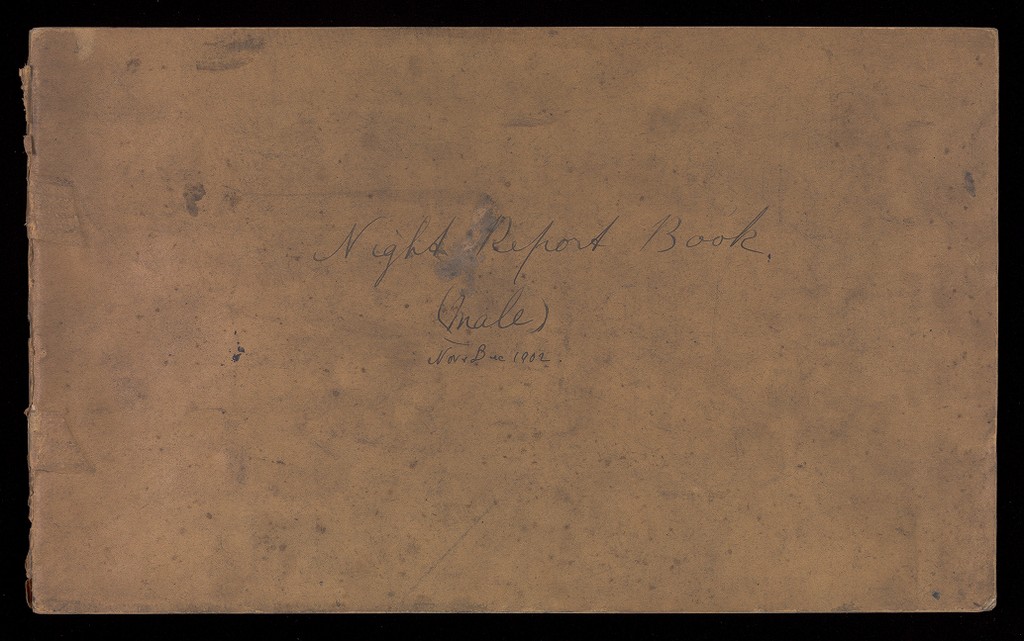 Night Report Book.
(Male)
Nov & Dec 1902.